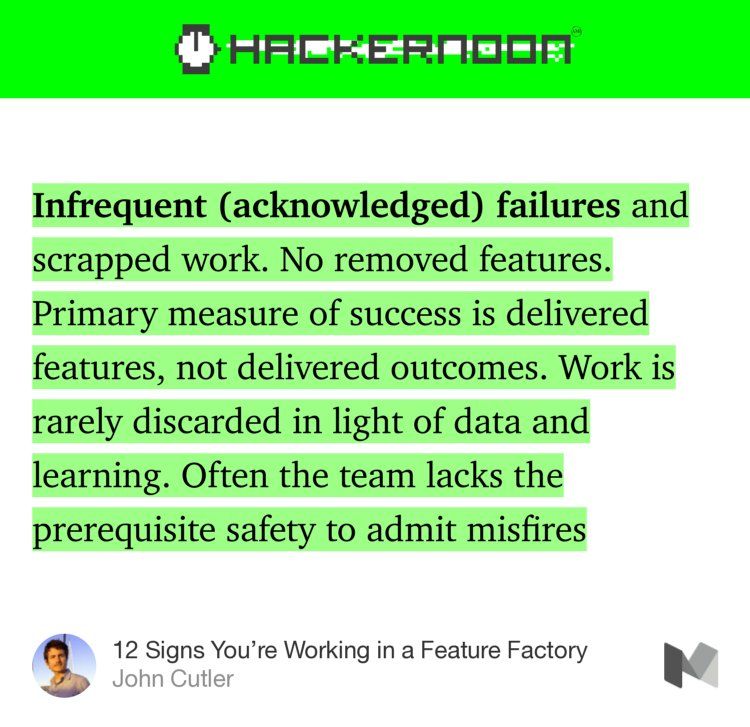 HACKERNOON
Infrequent (acknowledged) failures and
scrapped work. No removed features.
Primary measure of success is delivered
features, not delivered outcomes. Work is
rarely discarded in light of data and
learning. Often the team lacks the
prerequisite safety to admit misfires
12 Signs You’re Working in a Feature Factory
John Cutler